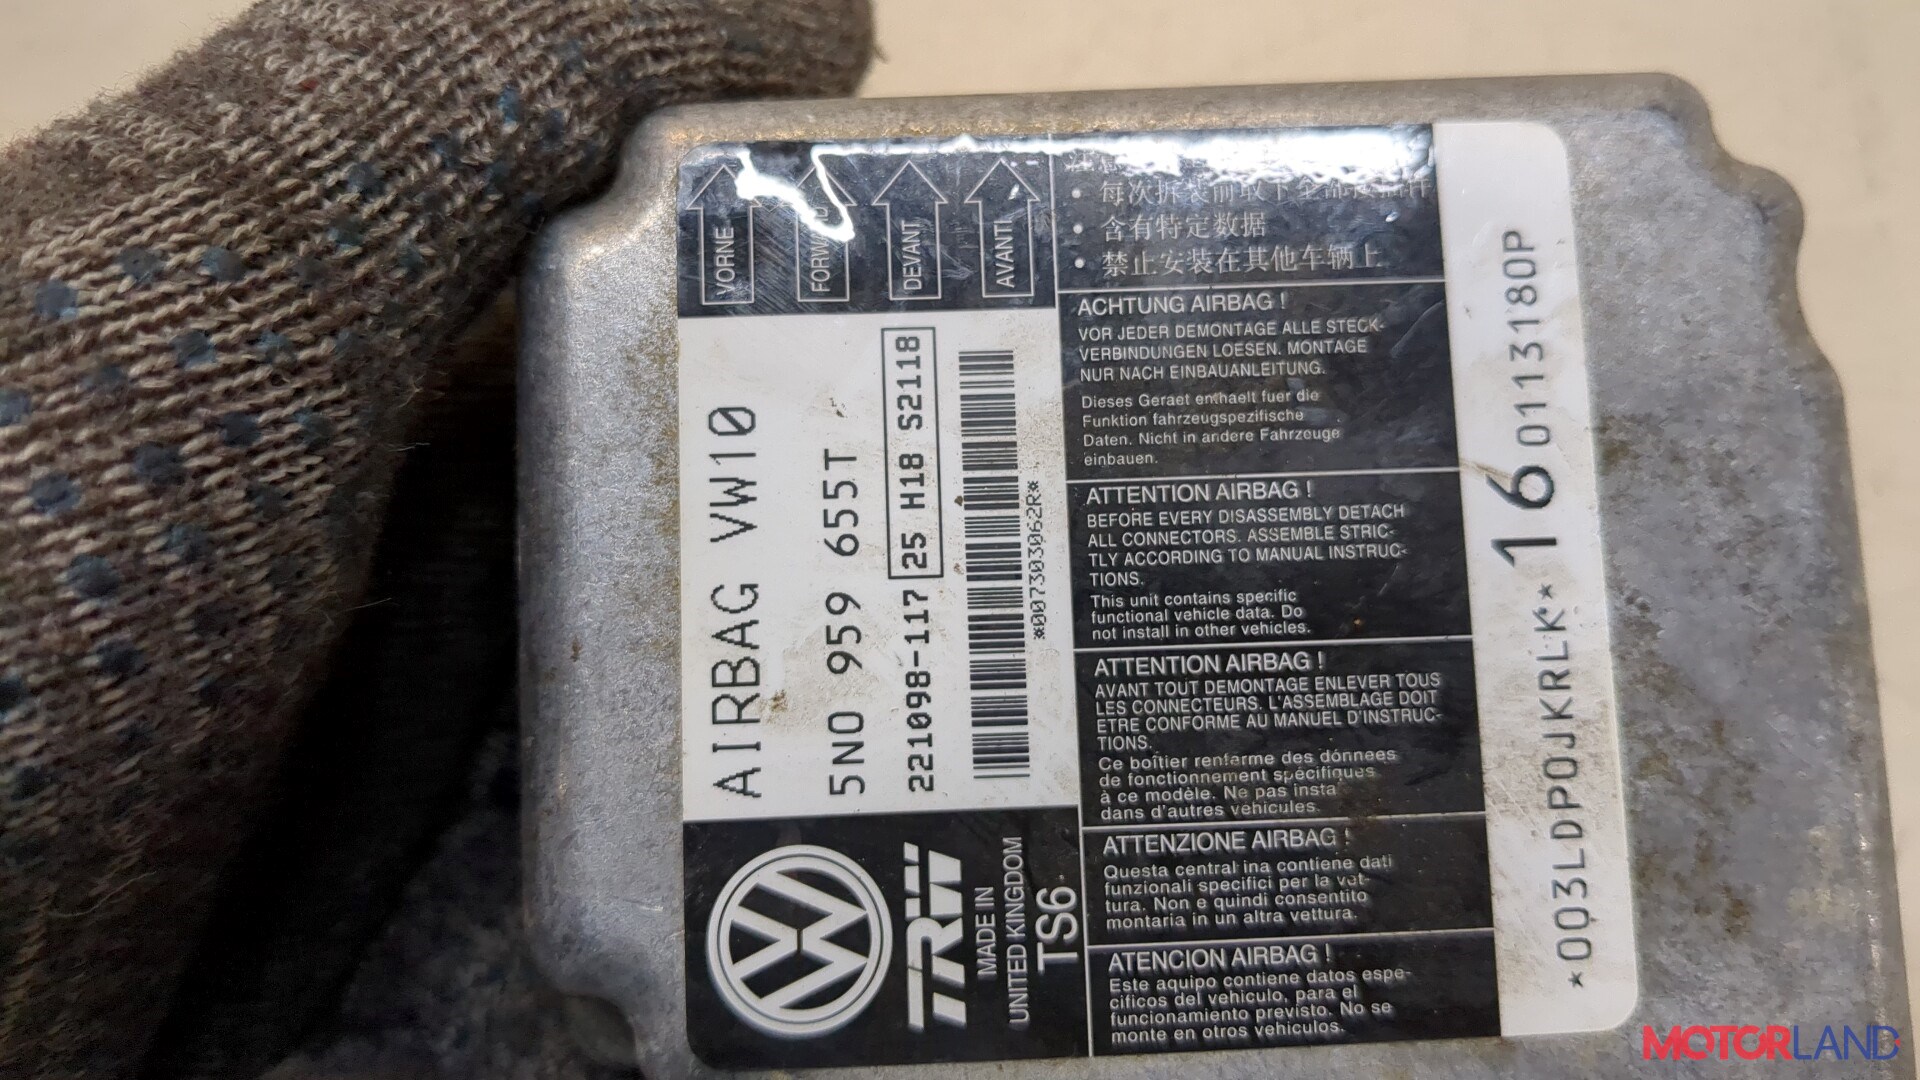 VORNE
DEVANT
AVANTI
AIRBAG VW10
5N0 959 655T
221098-117 25 H18 S2118
*0073030062R*
VW
TRW
MADE IN
UNITED KINGDOM
TS6
含有特定数据
禁止安装在其他车辆上
ACHTUNG AIRBAG !
VOR JEDER DEMONTAGE ALLE STECK-
VERBINDUNGEN LOESEN. MONTAGE
NUR NACH EINBAUANLEITUNG.
Dieses Geraet enthaelt fuer die
Funktion fahrzeugspezifische
Daten. Nicht in andere Fahrzeuge
einbauen.
ATTENTION AIRBAG !
BEFORE EVERY DISASSEMBLY DETACH
ALL CONNECTORS. ASSEMBLE STRIC-
TLY ACCORDING TO MANUAL INSTRUC-
TIONS.
This unit contains specific
functional vehicle data. Do
not install in other vehicles.
ATTENTION AIRBAG !
AVANT TOUT DEMONTAGE ENLEVER TOUS
LES CONNECTEURS. L'ASSEMBLAGE DOIT
ETRE CONFORME AU MANUEL D'INSTRUC-
TIONS.
Ce boîtier renferme des données
de fonctionnement spécifiques
à ce modèle. Ne pas insta
dans d'autres véhicules.
ATTENZIONE AIRBAG !
Questa central ina contiene dati
funzionali specifici per la vet-
tura. Non e quindi consentito
montaria in un altra vettura.
ATENCION AIRBAG !
Este aquipo contiene datos espe-
cificos del vehiculo, para el
funcionamiento previsto. No se
monte en otros vehiculos.
*003LDP0JKRLK* 16 0113180P
MOTORLAND